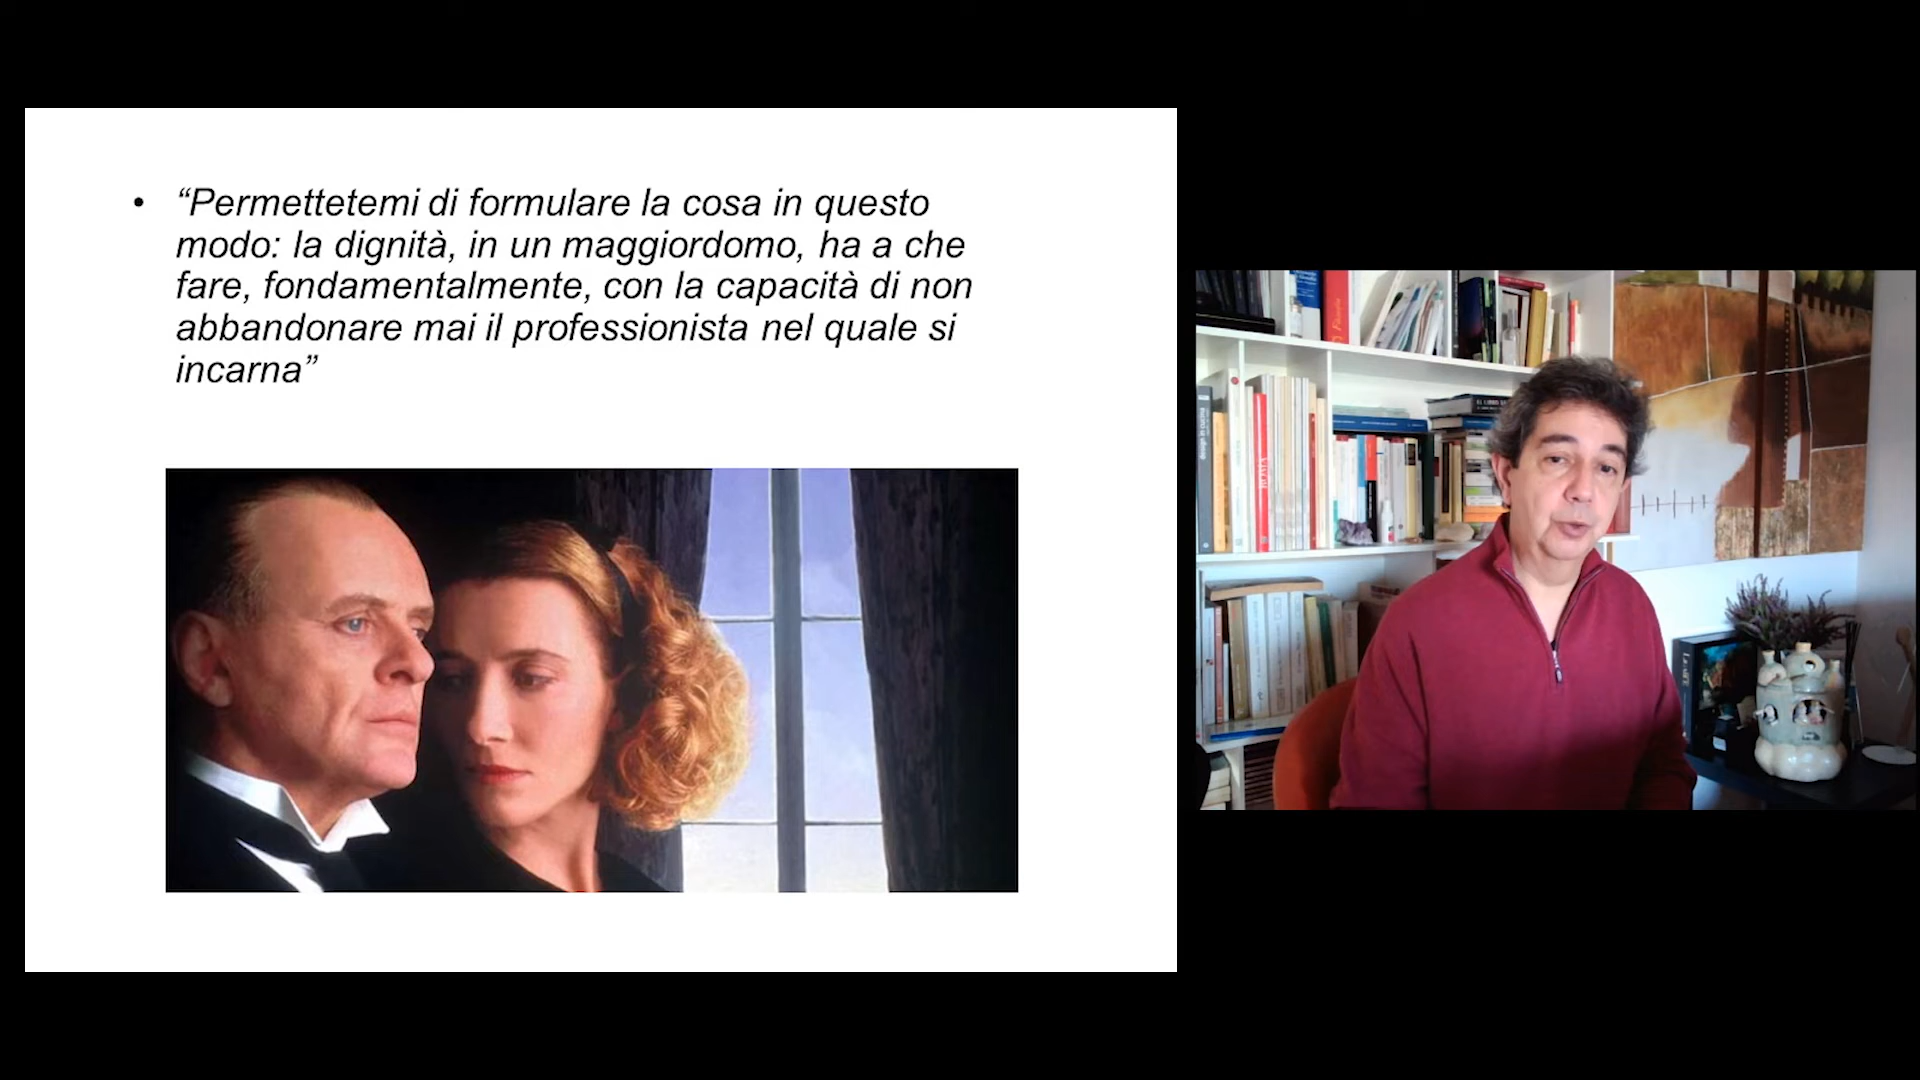 • “Permettetemi di formulare la cosa in questo
modo: la dignità, in un maggiordomo, ha a che
fare, fondamentalmente, con la capacità di non
abbandonare mai il professionista nel quale si
incarna”